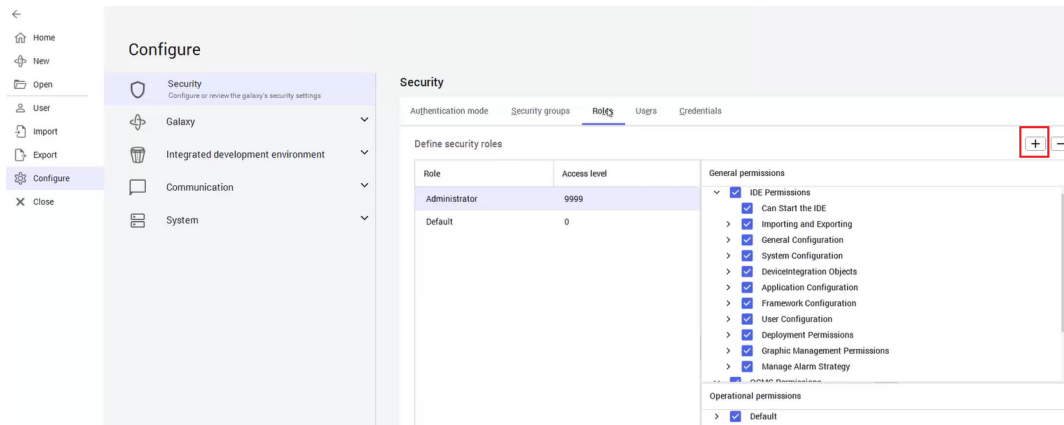 Home
New
Open
User
Import
Export
Configure
Close
Configure
Security
Configure or review the galaxy's security settings
Galaxy
Integrated development environment
Communication
System
Security
Authentication mode Security groups Roles Users Credentials
Define security roles
Role Access level
Administrator 9999
Default 0
General permissions
IDE Permissions
Can Start the IDE
Importing and Exporting
General Configuration
System Configuration
DeviceIntegration Objects
Application Configuration
Framework Configuration
User Configuration
Deployment Permissions
Graphic Management Permissions
Manage Alarm Strategy
Permissions
Operational permissions
Default